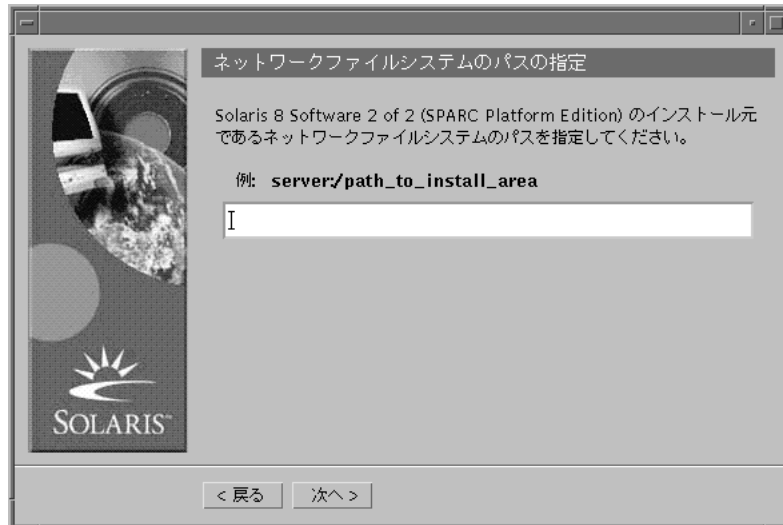 ネットワークファイルシステムのパスの指定
Solaris 8 Software 2 of 2 (SPARC Platform Edition) のインストール元
であるネットワークファイルシステムのパスを指定してください。
例: server:/path_to_install_area
SOLARIS™
< 戻る
次へ >